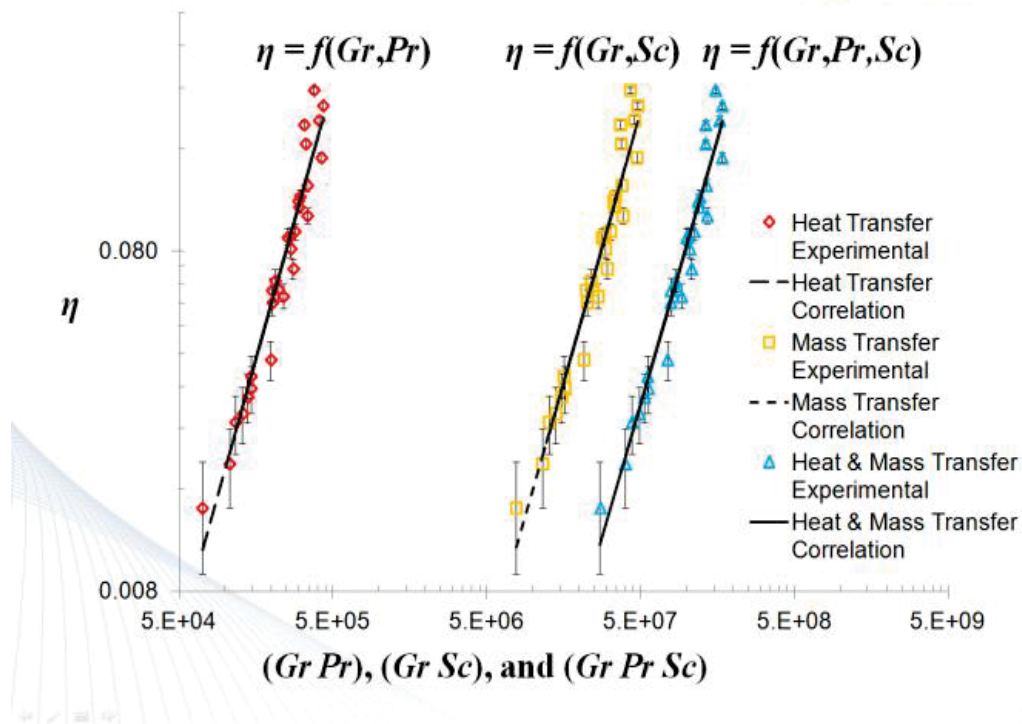 η = f(Gr,Pr)
η = f(Gr,Sc)
η = f(Gr,Pr,Sc)
0.080
η
0.008
5.E+04
5.E+05
5.E+06
5.E+07
5.E+08
5.E+09
(Gr Pr), (Gr Sc), and (Gr Pr Sc)
Heat Transfer
Experimental
Heat Transfer
Correlation
Mass Transfer
Experimental
Mass Transfer
Correlation
Heat & Mass Transfer
Experimental
Heat & Mass Transfer
Correlation